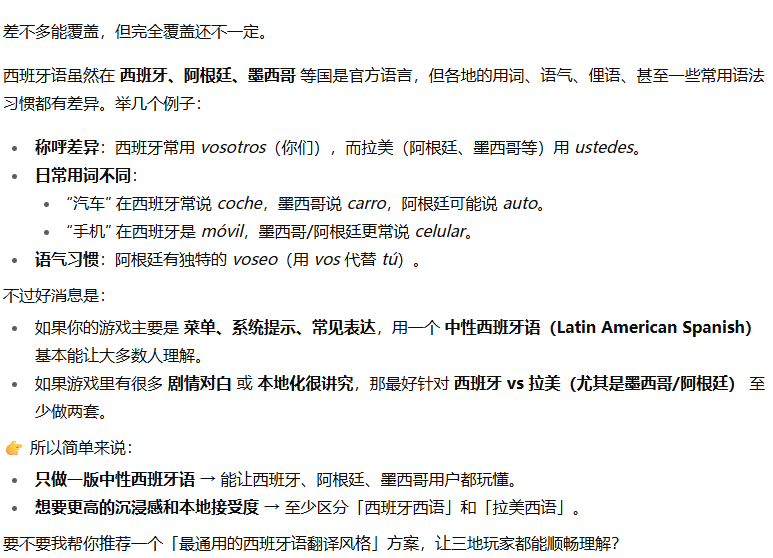 差不多能覆盖，但完全覆盖还不一定。
西班牙语虽然在 西班牙、阿根廷、墨西哥 等国是官方语言，但各地的用词、语气、俚语、甚至一些常用语法
习惯都有差异。举几个例子：
• 称呼差异：西班牙常用 vosotros（你们），而拉美（阿根廷、墨西哥等）用 ustedes。
• 日常用词不同：
• “汽车” 在西班牙常说 coche，墨西哥说 carro，阿根廷可能说 auto。
• “手机” 在西班牙是 móvil，墨西哥/阿根廷更常说 celular。
• 语气习惯：阿根廷有独特的 voseo（用 vos 代替 tú）。
不过好消息是：
• 如果你的游戏主要是 菜单、系统提示、常见表达，用一个 中性西班牙语（Latin American Spanish）
基本能让大多数人理解。
• 如果游戏里有很多 剧情对白 或 本地化很讲究，那最好针对 西班牙 vs 拉美（尤其是墨西哥/阿根廷） 至
少做两套。
👉 所以简单来说：
• 只做一版中性西班牙语 → 能让西班牙、阿根廷、墨西哥用户都玩懂。
• 想要更高的沉浸感和本地接受度 → 至少区分「西班牙西语」和「拉美西语」。
要不要我帮你推荐一个「最通用的西班牙语翻译风格」方案，让三地玩家都能顺畅理解？